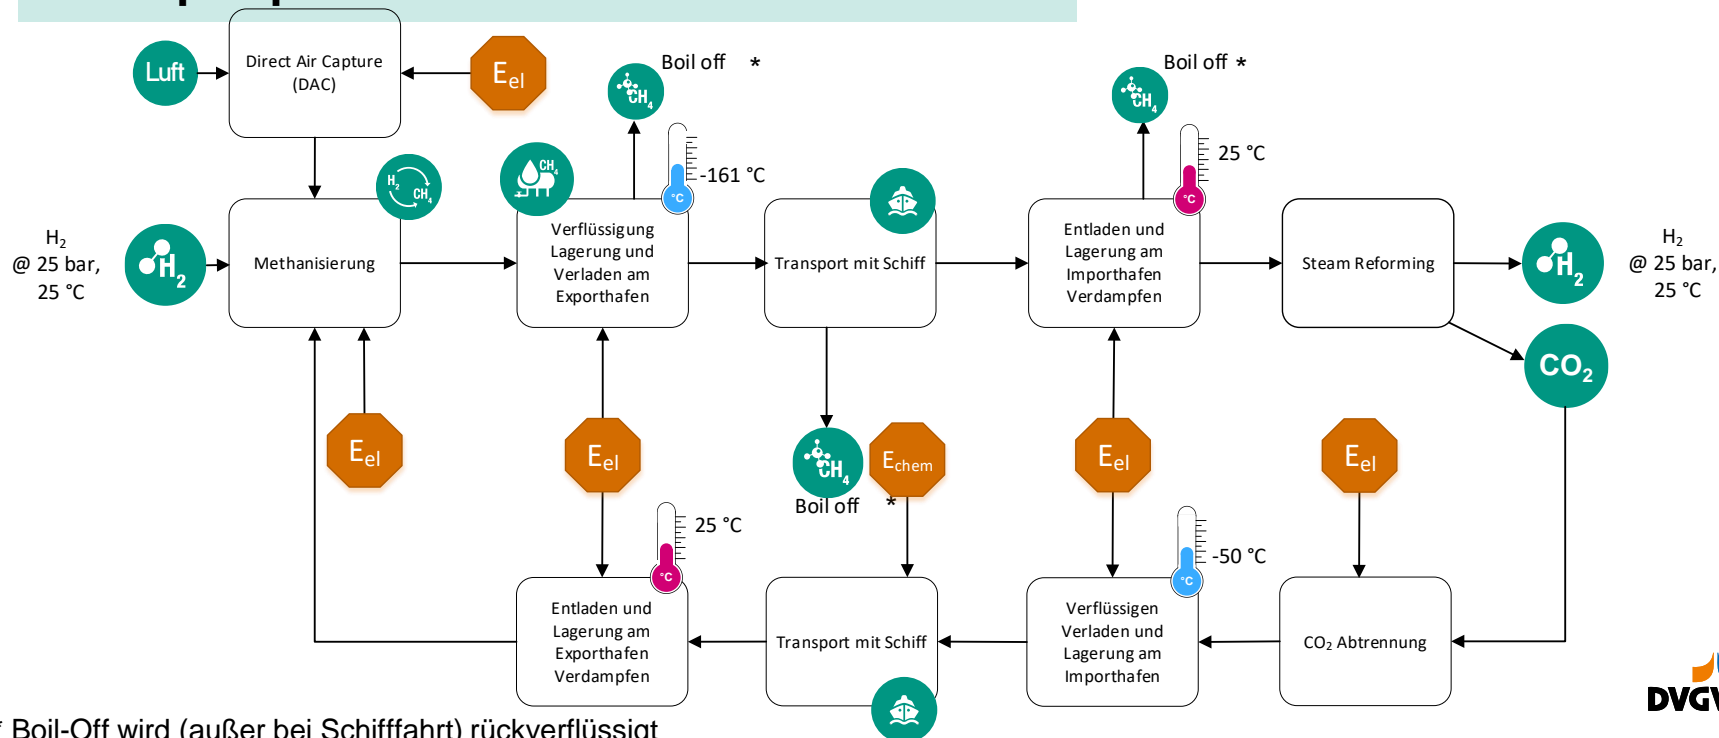 Luft
Direct Air Capture
(DAC)
Eel
CH4
Boil off *
-161 °C
°C
CH4
Boil off *
25 °C
°C
H2 CH4
CH4
H2
@ 25 bar,
25 °C
H2
Methanisierung
Verflüssigung
Lagerung und
Verladen am
Exporthafen
Transport mit Schiff
Entladen und
Lagerung am
Importhafen
Verdampfen
Steam Reforming
H2
H2
@ 25 bar,
25 °C
CO2
Eel
Eel
CH4
Boil off *
Echem
Eel
Eel
25 °C
°C
-50 °C
°C
Entladen und
Lagerung am
Exporthafen
Verdampfen
Transport mit Schiff
Verflüssigen
Verladen und
Lagerung am
Importhafen
CO2 Abtrennung
* Boil-Off wird (außer bei Schifffahrt) rückverflüssigt